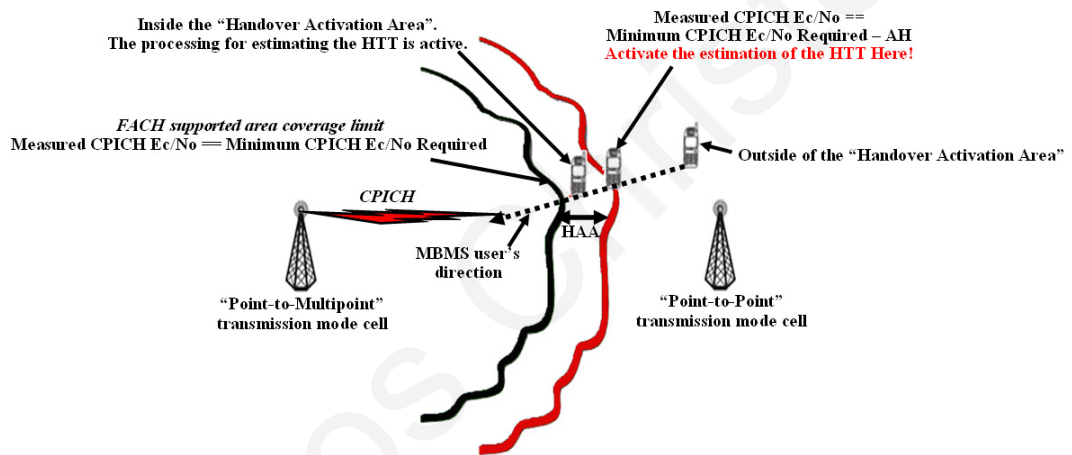 Inside the “Handover Activation Area”.
The processing for estimating the HTT is active.
Measured CPICH Ec/No ==
Minimum CPICH Ec/No Required – AH
Activate the estimation of the HTT Here!
FACH supported area coverage limit
Measured CPICH Ec/No == Minimum CPICH Ec/No Required
Outside of the “Handover Activation Area”
CPICH
HAA
MBMS user’s
direction
“Point-to-Multipoint”
transmission mode cell
“Point-to-Point”
transmission mode cell